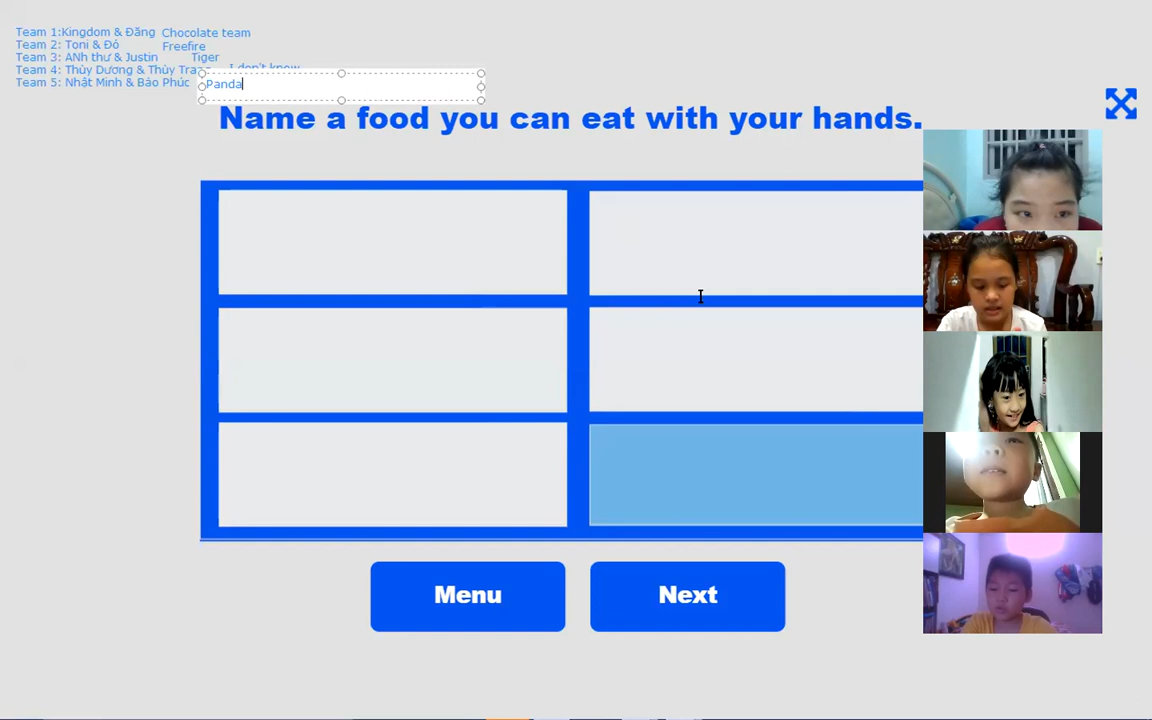 Team 1:Kingdom & Đăng Chocolate team
Team 2: Toni & Đô Freefire
Team 3: ANh thư & Justin Tiger
Team 4: Thùy Dương & Thùy Trang I don't know
Team 5: Nhật Minh & Bảo Phúc Panda
Name a food you can eat with your hands.
Menu
Next